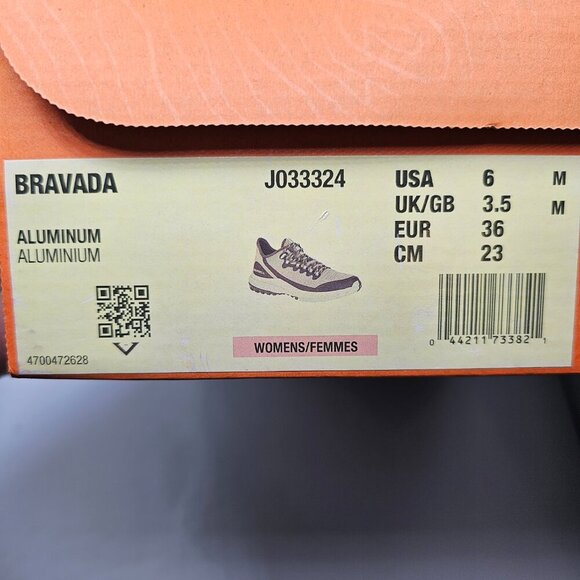 BRAVADA
J033324
USA 6 M
UK/GB 3.5 M
EUR 36
CM 23
ALUMINUM
ALUMINIUM
4700472628
WOMENS/FEMMES
0 44211 73382 1